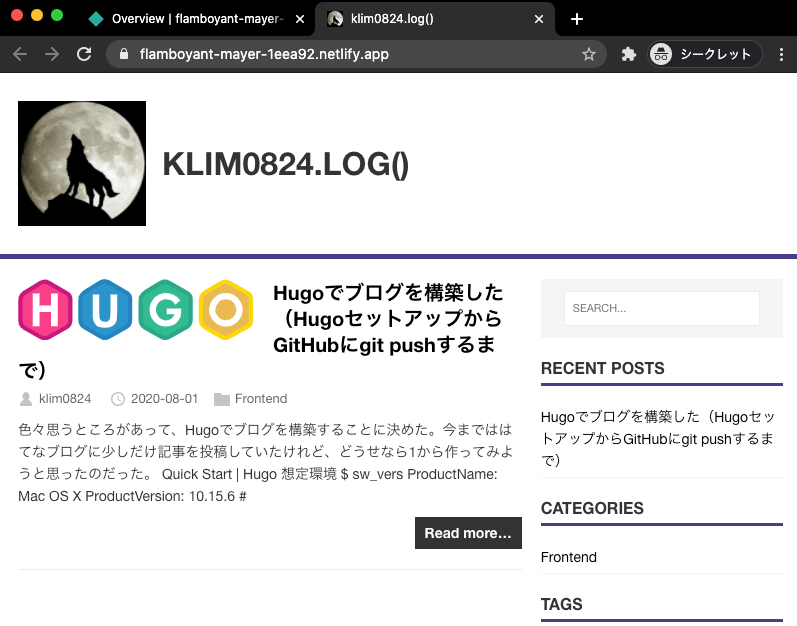 Overview | flamboyant-mayer-
klim0824.log()
flamboyant-mayer-1eea92.netlify.app
シークレット
KLIM0824.LOG()
HUGO
Hugoでブログを構築した
（Hugoセットアップから
GitHubにgit pushするま
で）
klim0824 2020-08-01 Frontend
色々思うところがあって、Hugoでブログを構築することに決めた。今まではは
てなブログに少しだけ記事を投稿していたけれど、どうせなら1から作ってみよ
うと思ったのだった。 Quick Start | Hugo 想定環境 $ sw_vers ProductName:
Mac OS X ProductVersion: 10.15.6 #
Read more...
SEARCH...
RECENT POSTS
Hugoでブログを構築した（Hugoセッ
トアップからGitHubにgit pushするま
で）
CATEGORIES
Frontend
TAGS